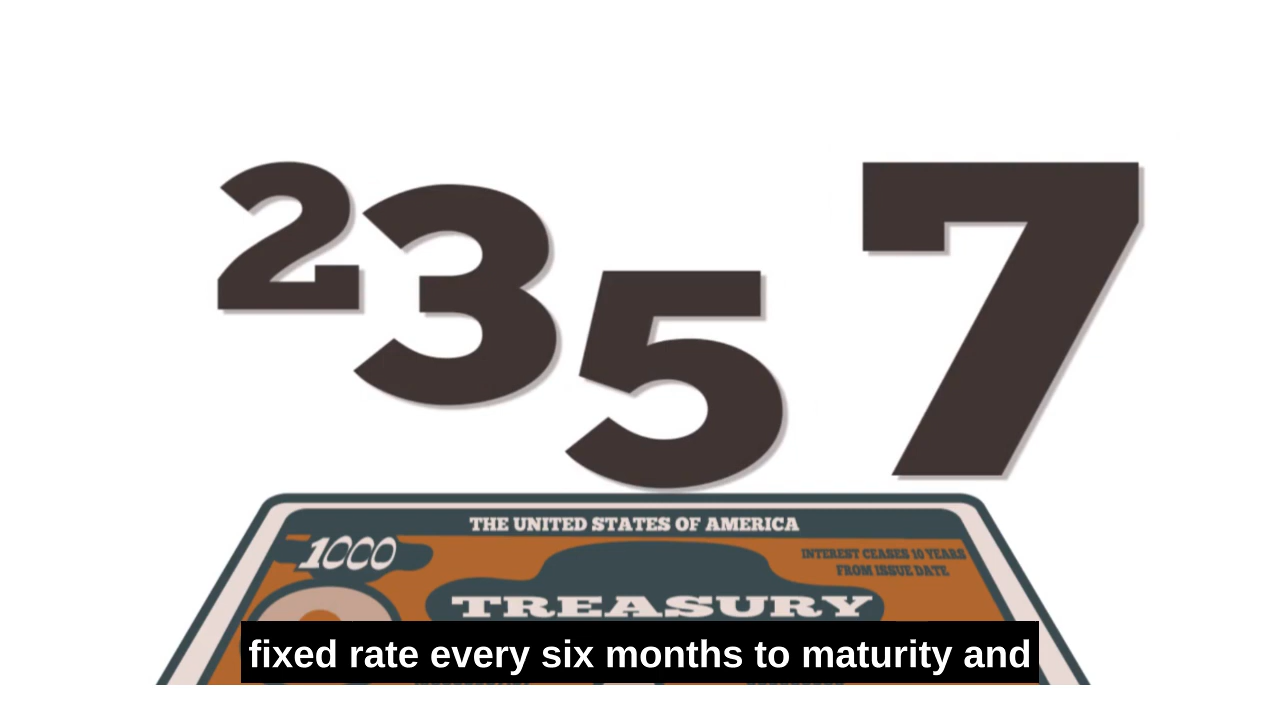 2 3 5 7
THE UNITED STATES OF AMERICA
1000
INTEREST CEASES 10 YEARS
FROM ISSUE DATE
TREASURY
fixed rate every six months to maturity and